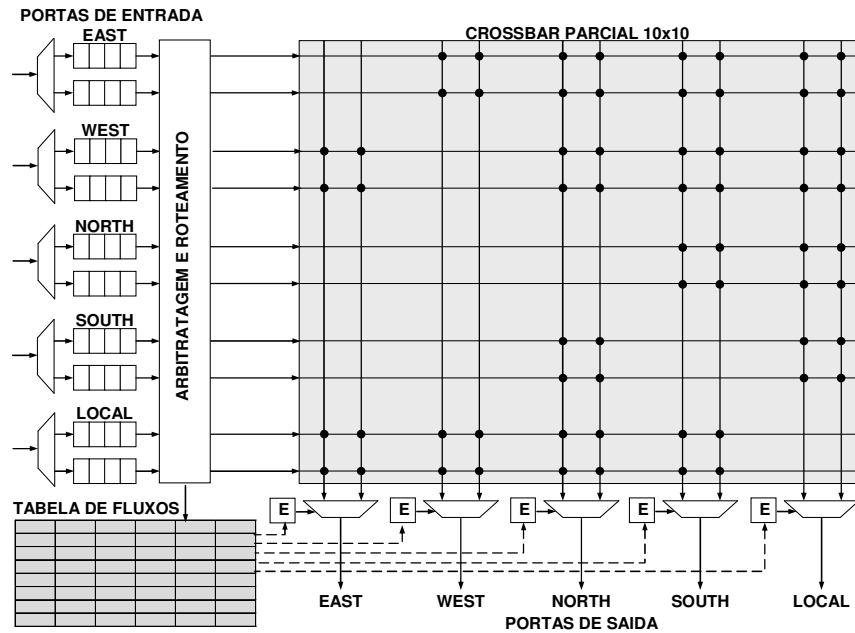 PORTAS DE ENTRADA
EAST
CROSSBAR PARCIAL 10x10
WEST
NORTH
SOUTH
LOCAL
ARBITRATAGEM E ROTEAMENTO
TABELA DE FLUXOS
E
E
E
E
E
EAST
WEST
NORTH
SOUTH
LOCAL
PORTAS DE SAIDA